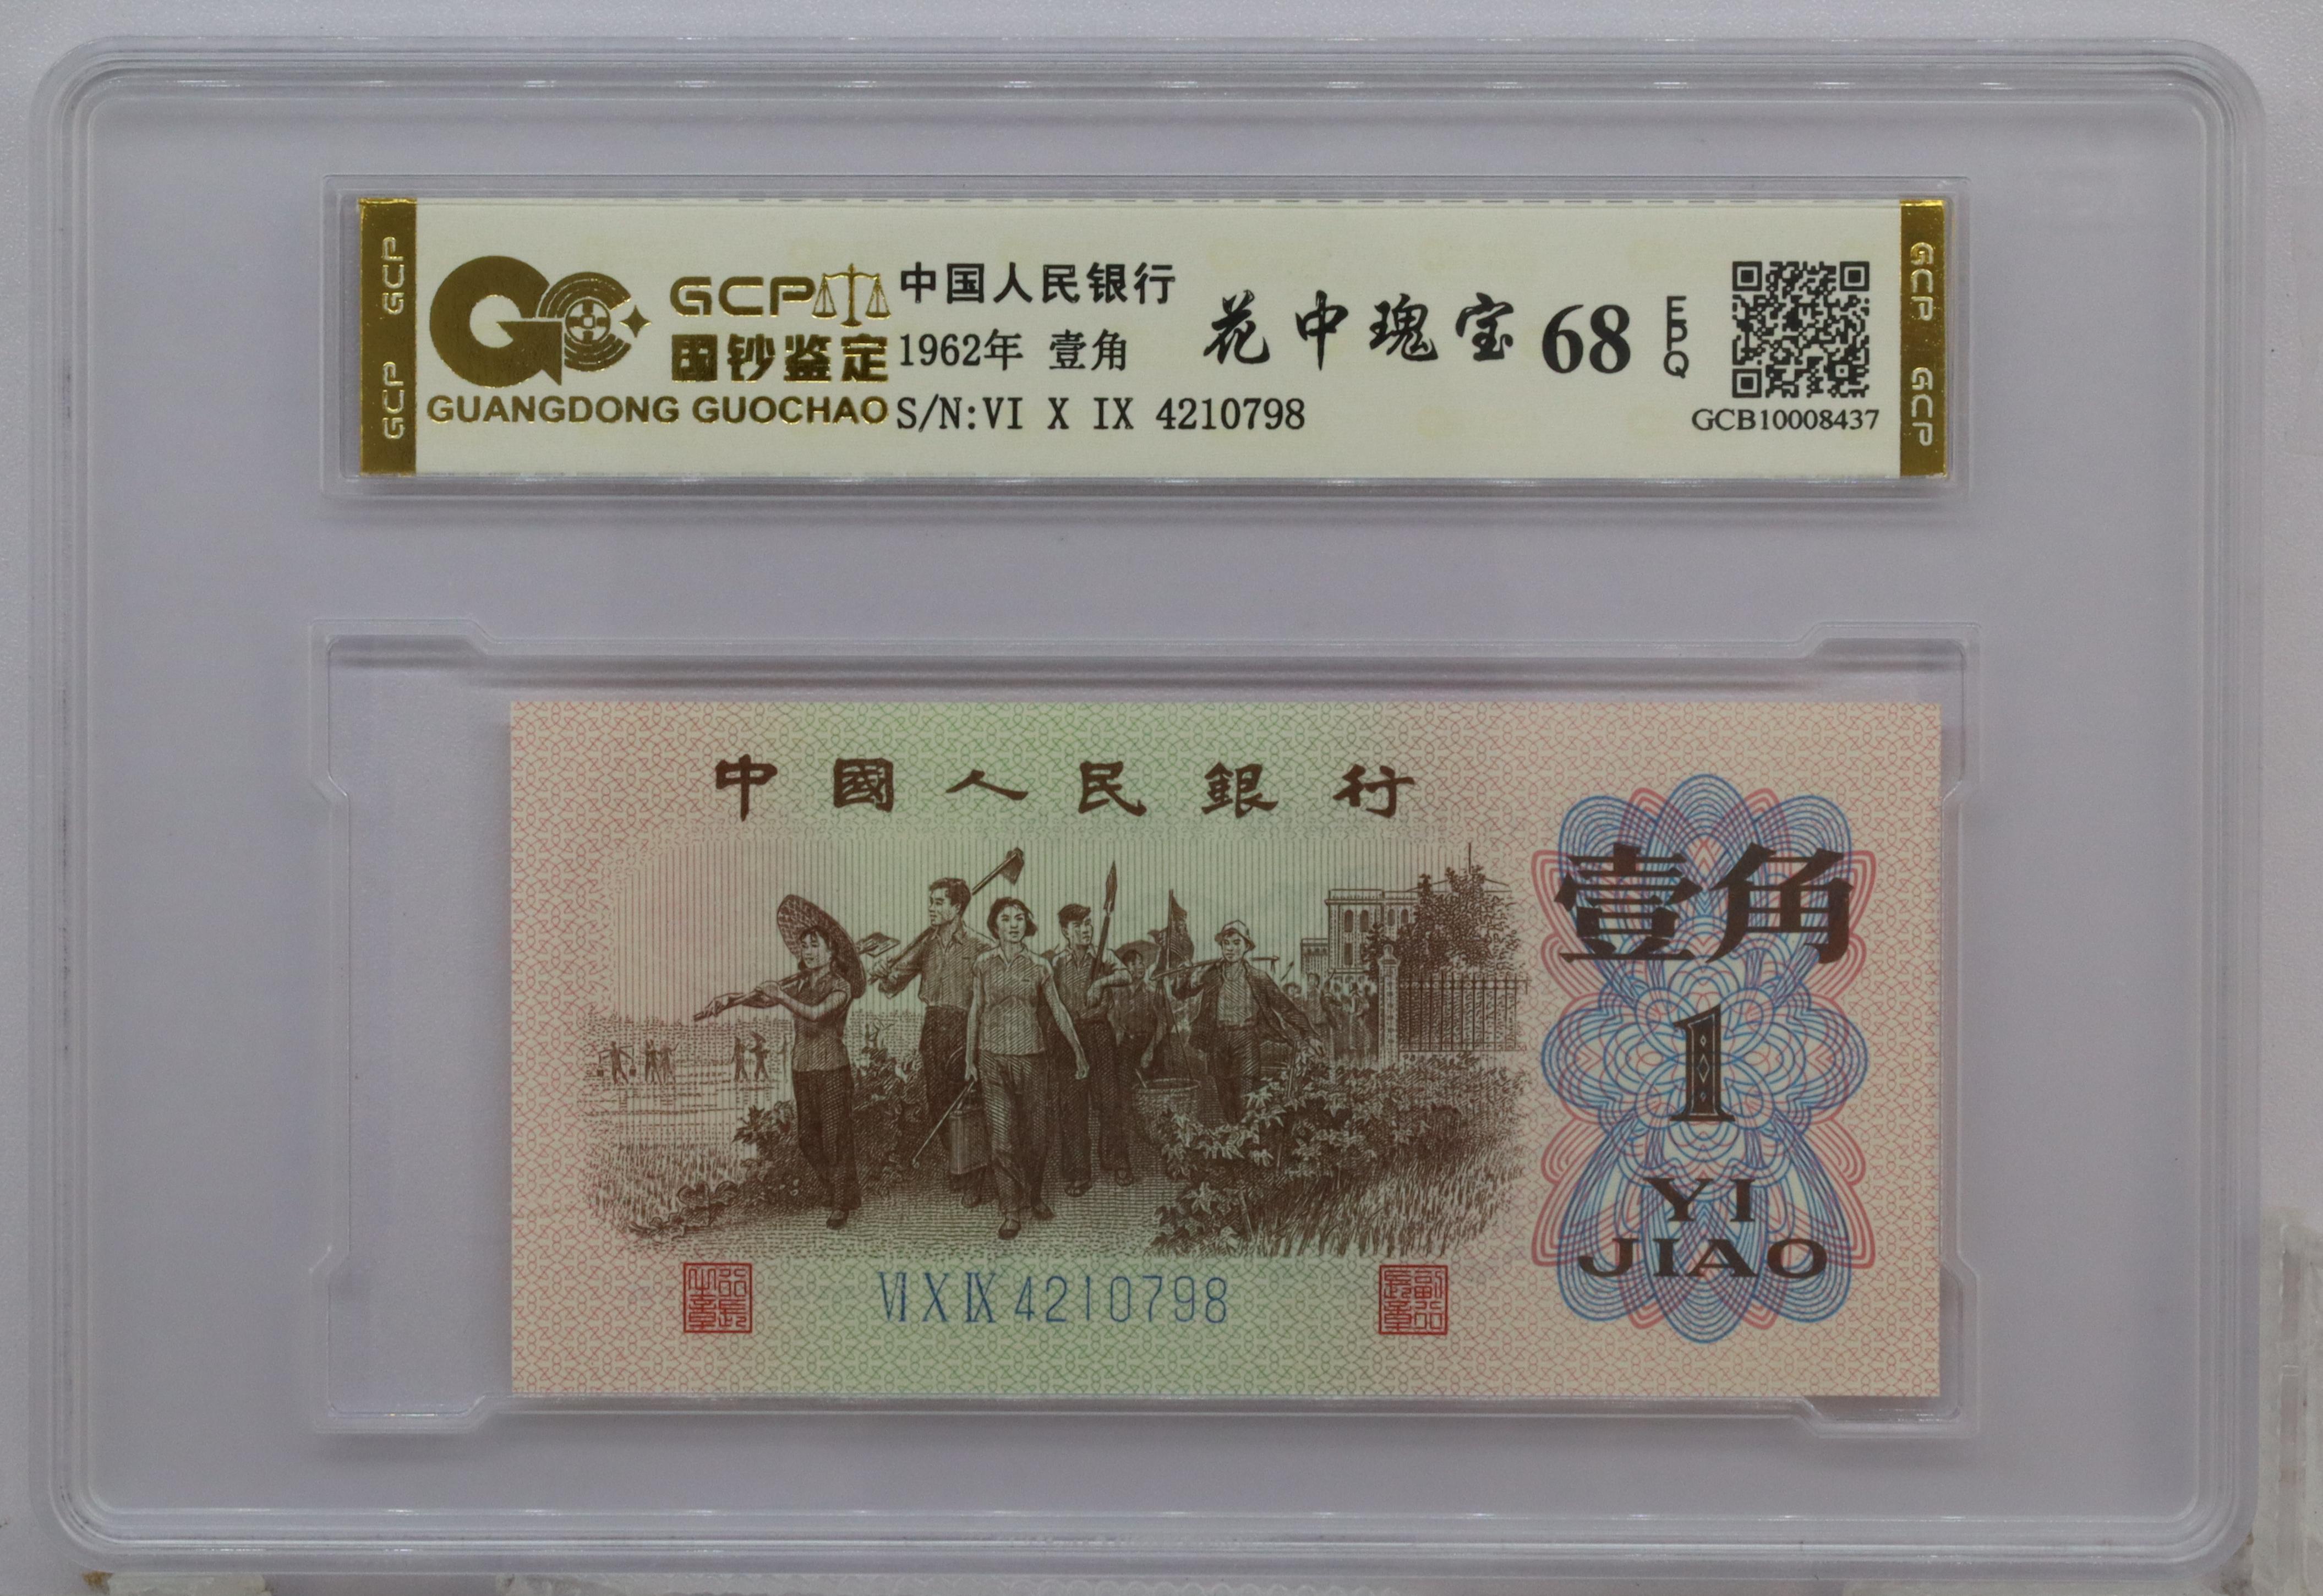 GCP GCP
GCP
国钞鉴定
GUANGDONG GUOCHAO
中国人民银行
1962年 壹角
S/N:VI X IX 4210798
花中瑰宝 68 EPQ
GCB10008437
GCP GCP
中國人民銀行
壹角
1
YI
JIAO
VI X IX 4210798